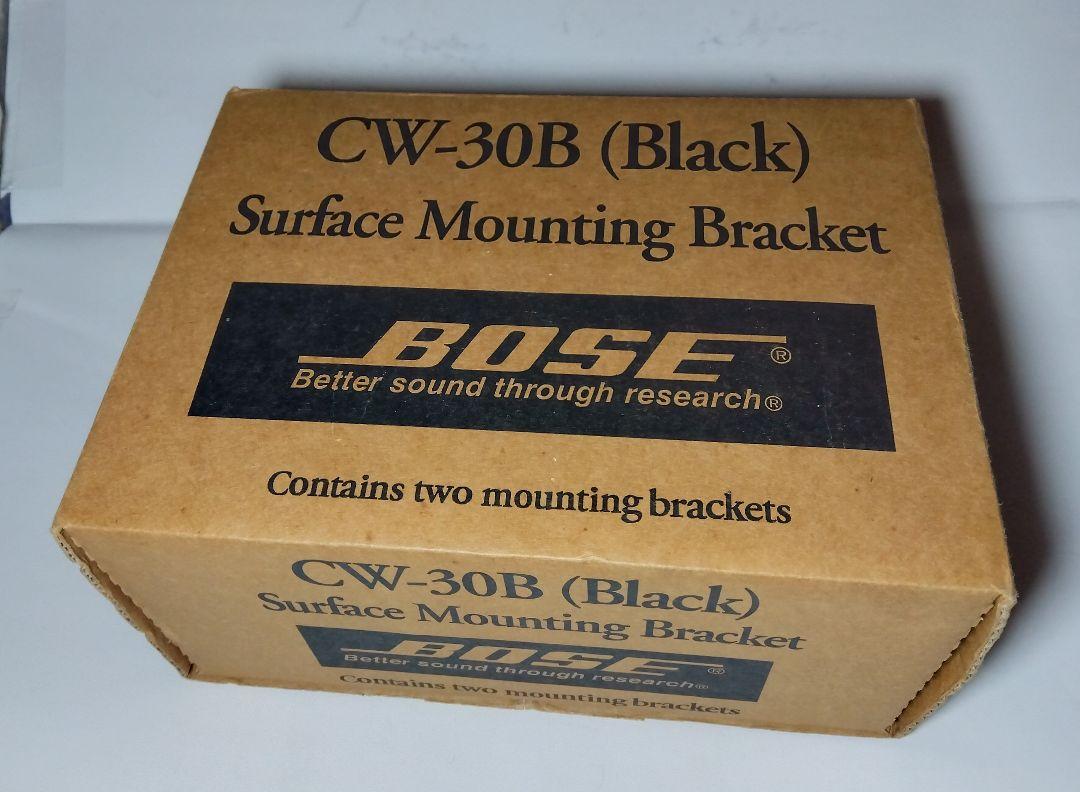 CW-30B (Black)
Surface Mounting Bracket
BOSE®
Better sound through research®
Contains two mounting brackets
CW-30B (Black)
Surface Mounting Bracket
BOSE®
Better sound through research®
Contains two mounting brackets